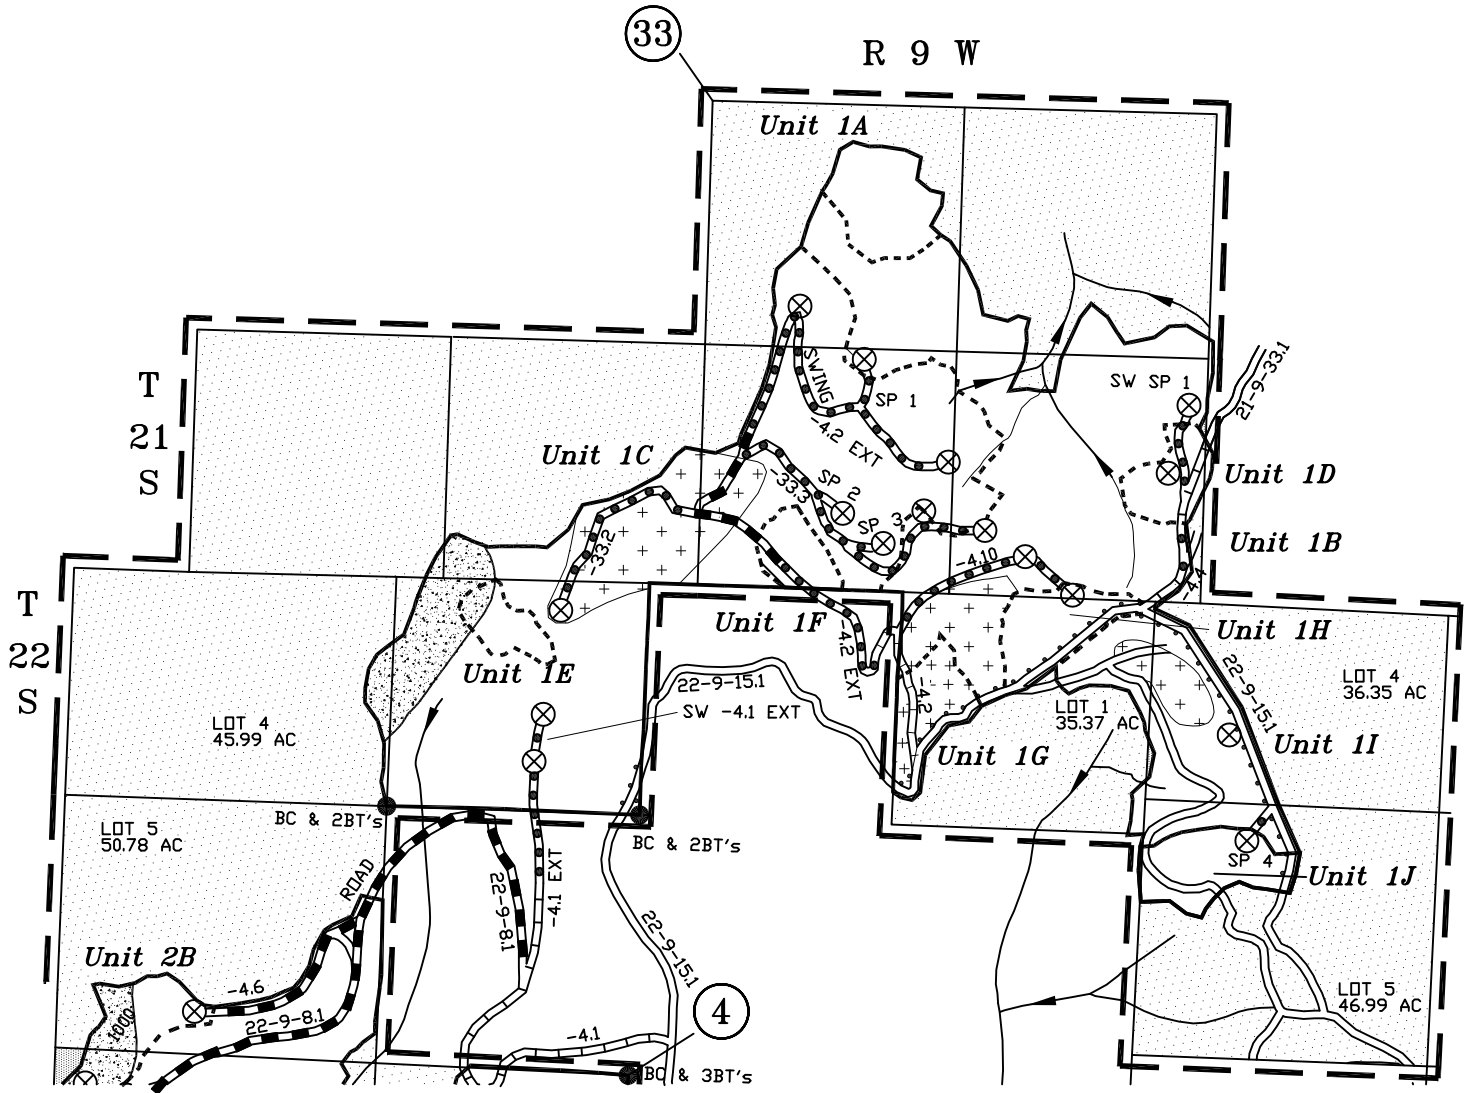 33
R 9 W
Unit 1A
T
21
S
SWING
SP 1
-4.2 EXT
SW SP 1
21-9-33.1
Unit 1C
SP 2
-33.3
Unit 1D
SP 3
-33.2
-4.10
Unit 1B
-4.4
T
22
S
Unit 1F
-4.2 EXT
Unit 1H
Unit 1E
22-9-15.1
SW -4.1 EXT
-4.2
22-9-15.1
LOT 4
36.35 AC
LOT 4
45.99 AC
LOT 1
35.37 AC
Unit 1G
Unit 1I
BC & 2BT's
LOT 5
50.78 AC
BC & 2BT's
SP 4
ROAD
22-9-8.1
-4.1 EXT
Unit 1J
22-9-15.1
Unit 2B
-4.6
1000
22-9-8.1
4
LOT 5
46.99 AC
-4.1
BC & 3BT's